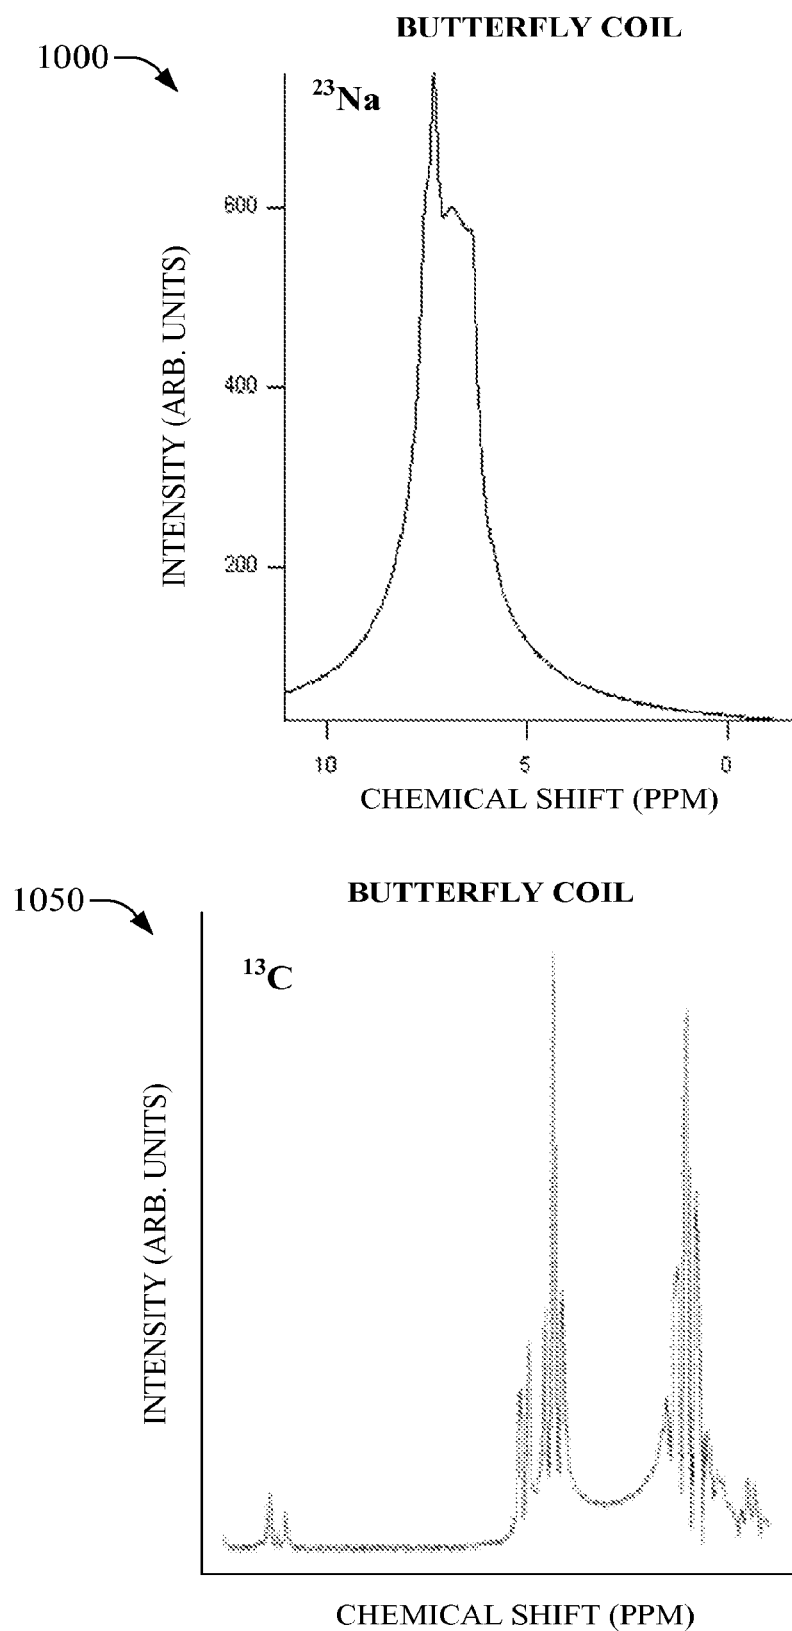 BUTTERFLY COIL
1000
²³Na
600
400
200
INTENSITY (ARB. UNITS)
10 5 0
CHEMICAL SHIFT (PPM)
BUTTERFLY COIL
1050
¹³C
INTENSITY (ARB. UNITS)
CHEMICAL SHIFT (PPM)